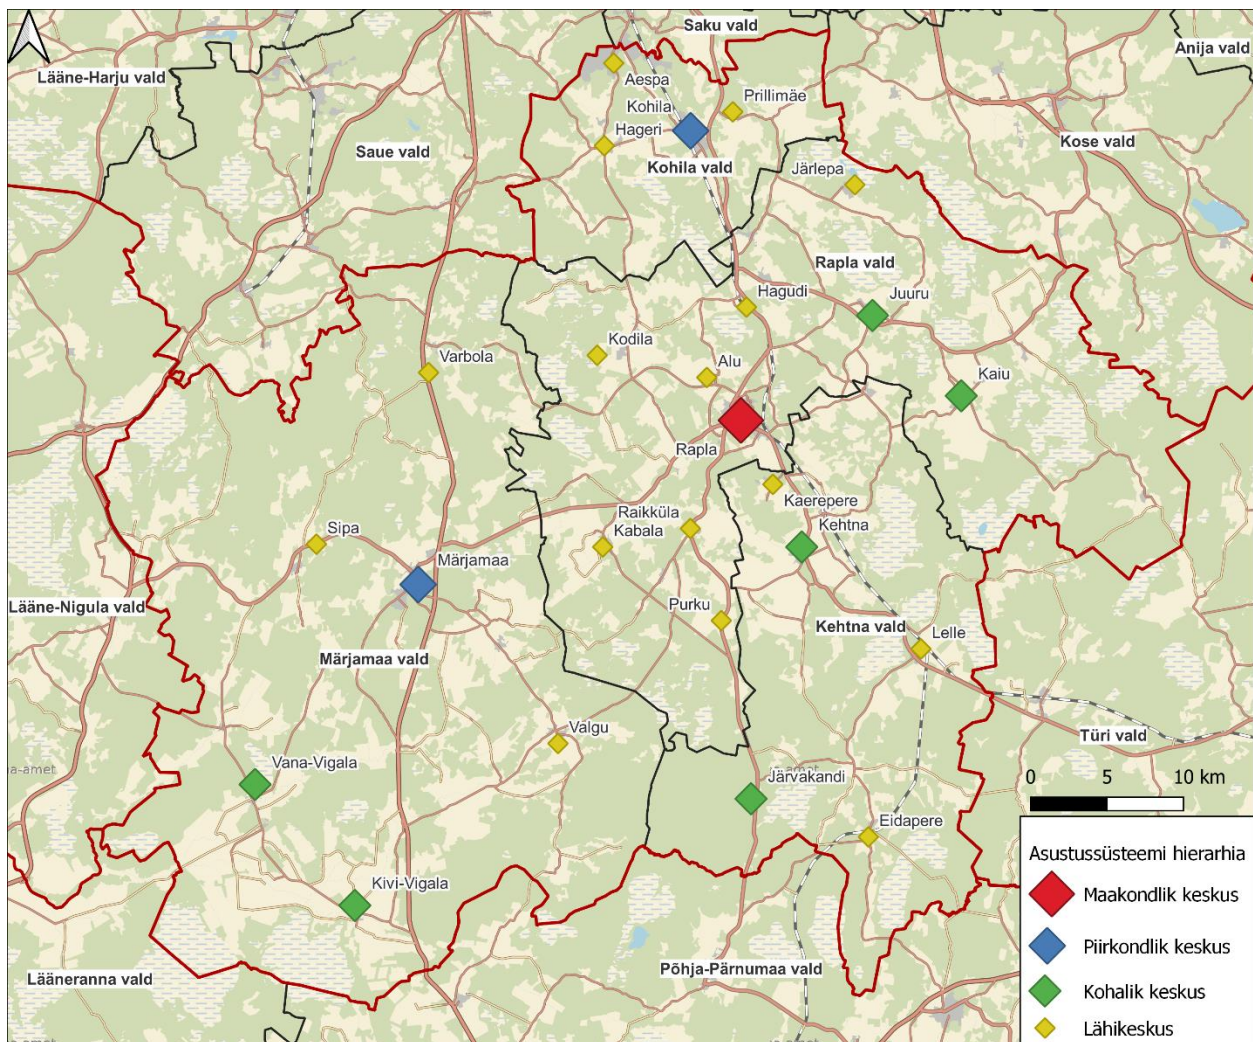 Saku vald
Anija vald
Lääne-Harju vald
Aespa
Prillimäe
Kohila
Hageri
Kose vald
Saue vald
Kohila vald
Järlepa
Rapla vald
Hagudi
Juuru
Kodila
Varbola
Alu
Kaiu
Rapla
Kaerepere
Raikküla
Kehtna
Sipa
Kabala
Märjamaa
Lääne-Nigula vald
Purku
Kehtna vald
Lelle
Märjamaa vald
Valgu
Türi vald
Vana-Vigala
a-amet
a-amet
Järvakandi
0 5 10 km
Eidapere
Asustussüsteemi hierarhia
Kivi-Vigala
Maakondlik keskus
Piirkondlik keskus
Põhja-Pärnumaa vald
Lääneranna vald
Kohalik keskus
Lähikeskus